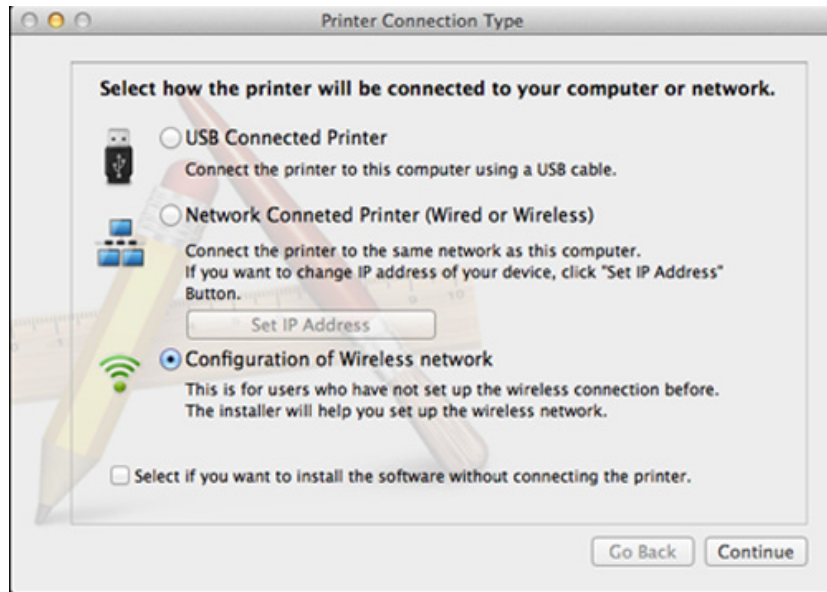 Printer Connection Type
Select how the printer will be connected to your computer or network.
USB Connected Printer
Connect the printer to this computer using a USB cable.
Network Conneted Printer (Wired or Wireless)
Connect the printer to the same network as this computer.
If you want to change IP address of your device, click "Set IP Address"
Button.
Set IP Address
Configuration of Wireless network
This is for users who have not set up the wireless connection before.
The installer will help you set up the wireless network.
Select if you want to install the software without connecting the printer.
Go Back
Continue